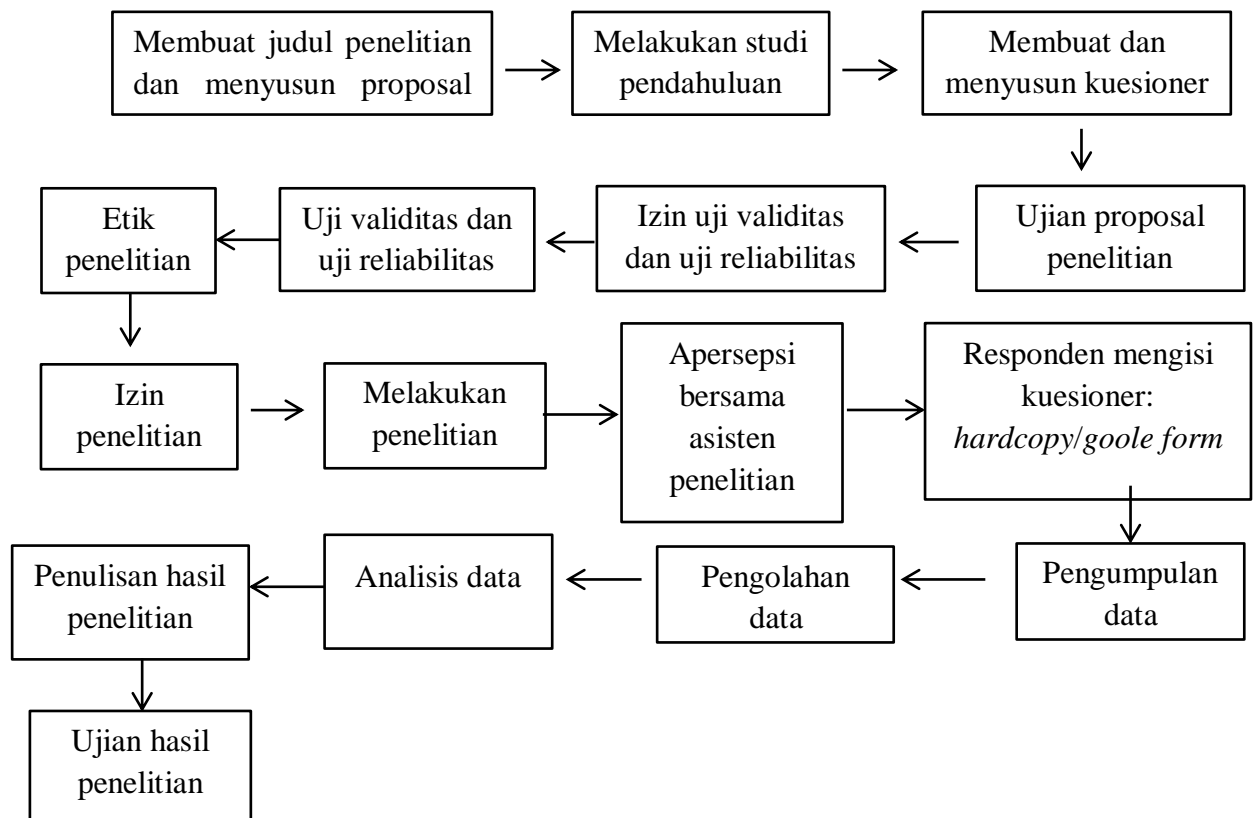 Membuat judul penelitian
dan menyusun proposal
Melakukan studi
pendahuluan
Membuat dan
menyusun kuesioner
Ujian proposal
penelitian
Izin uji validitas
dan uji reliabilitas
Uji validitas dan
uji reliabilitas
Etik
penelitian
Izin
penelitian
Melakukan
penelitian
Apersepsi
bersama
asisten
penelitian
Responden mengisi
kuesioner:
hardcopy/goole form
Pengumpulan
data
Pengolahan
data
Analisis data
Penulisan hasil
penelitian
Ujian hasil
penelitian